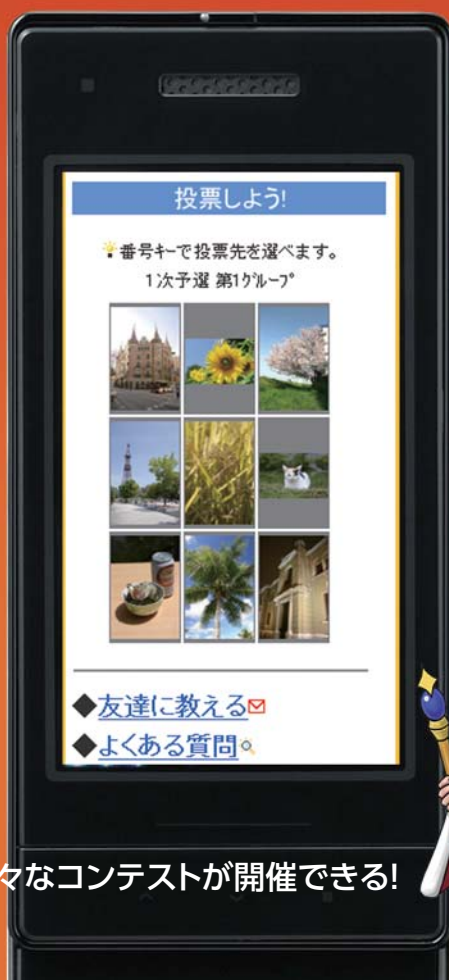 投票しよう!
番号キーで投票先を選べます。
1次予選 第1グループ
◆友達に教える
◆よくある質問
々なコンテストが開催できる!